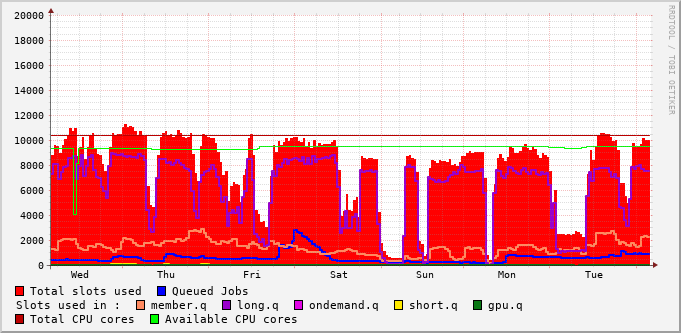 20000
18000
16000
14000
12000
10000
8000
6000
4000
2000
0
RRDTOOL / TOBI OETIKER
Wed Thu Fri Sat Sun Mon Tue
Total slots used Queued Jobs
Slots used in : member.q long.q ondemand.q short.q gpu.q
Total CPU cores Available CPU cores